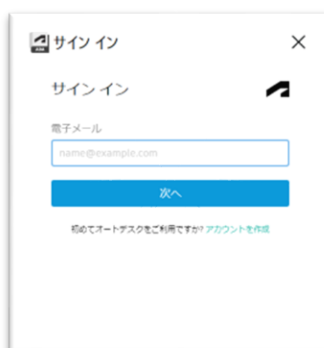 サイン イン
サイン イン
電子メール
name@example.com
次へ
初めてオートデスクをご利用ですか? アカウントを作成